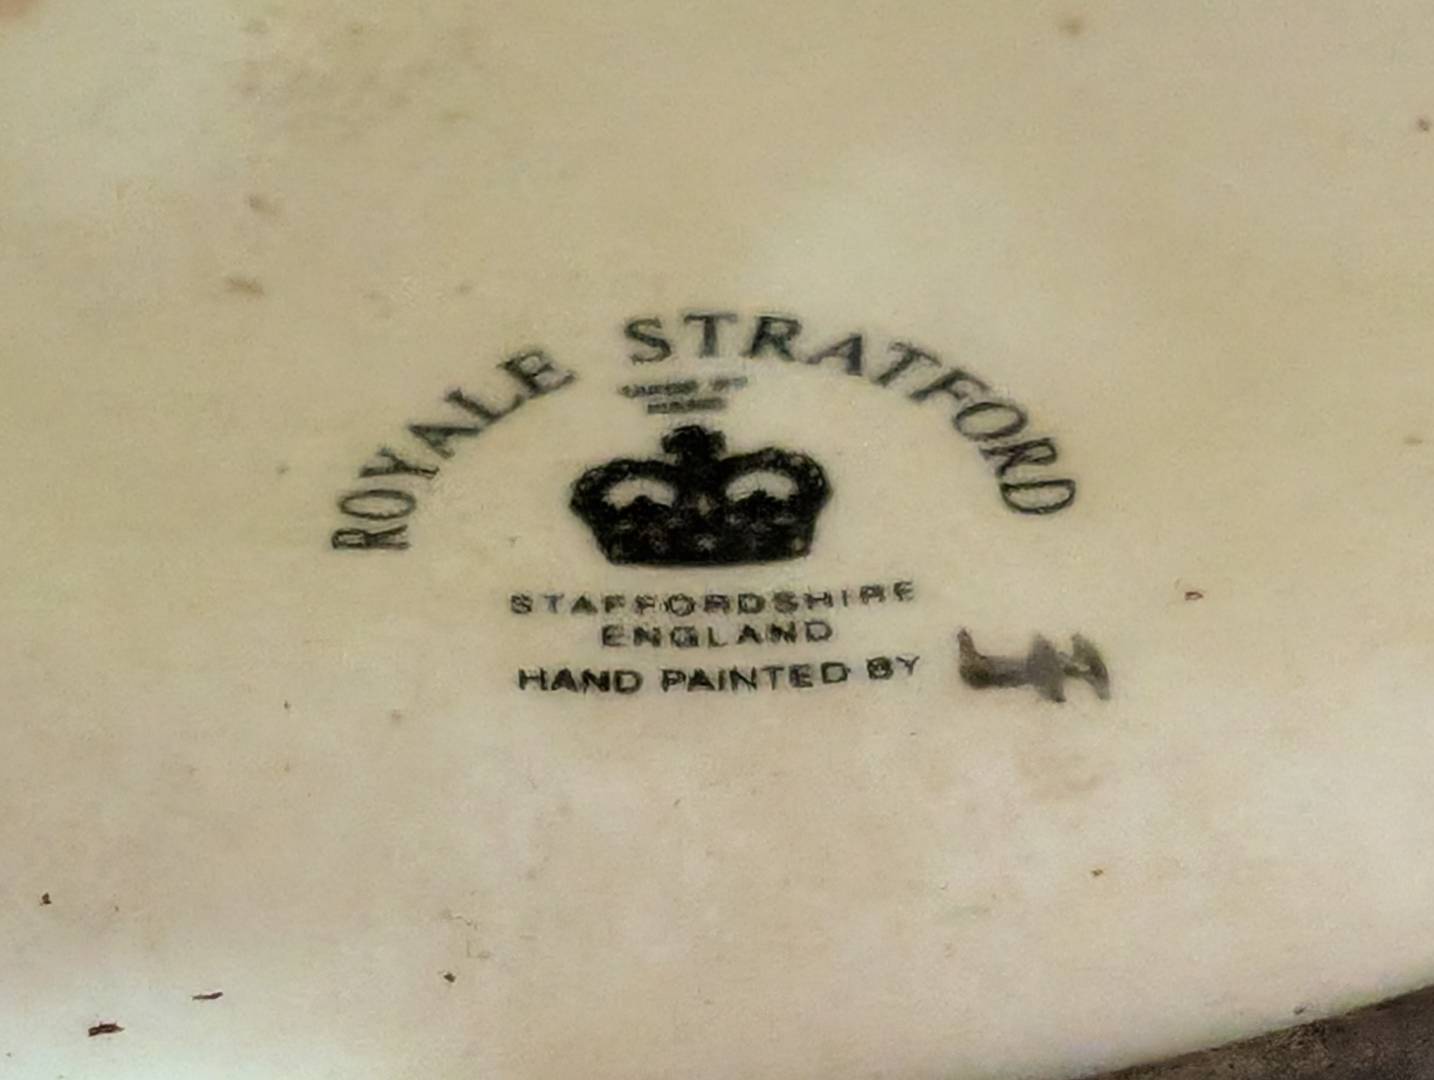 ROYALE STRATFORD
STAFFORDSHIRE
ENGLAND
HAND PAINTED BY